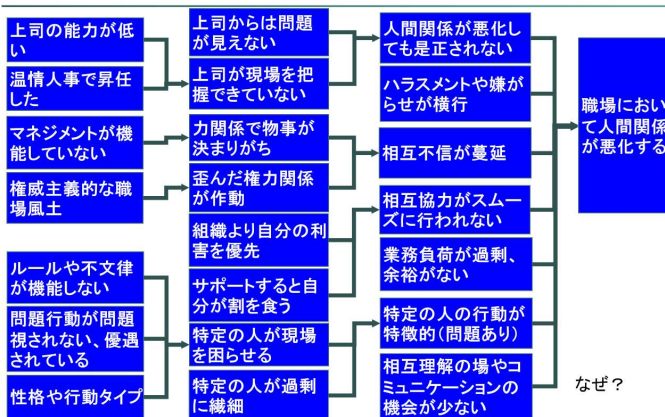 上司の能力が低
い
温情人事で昇任
した
マネジメントが機
能していない
権威主義的な職
場風土
ルールや不文律
が機能しない
問題行動が問題
視されない、優遇
されている
性格や行動タイプ
上司からは問題
が見えない
上司が現場を把
握できていない
力関係で物事が
決まりがち
歪んだ権力関係
が作動
組織より自分の利
害を優先
サポートすると自
分が割を食う
特定の人が現場
を困らせる
特定の人が過剰
に繊細
人間関係が悪化し
ても是正されない
ハラスメントや嫌が
らせが横行
相互不信が蔓延
相互協力がスムー
ズに行われない
業務負荷が過剰、
余裕がない
特定の人の行動が
特徴的(問題あり)
相互理解の場やコ
ミュニケーションの
機会が少ない
職場におい
て人間関係
が悪化する
なぜ？